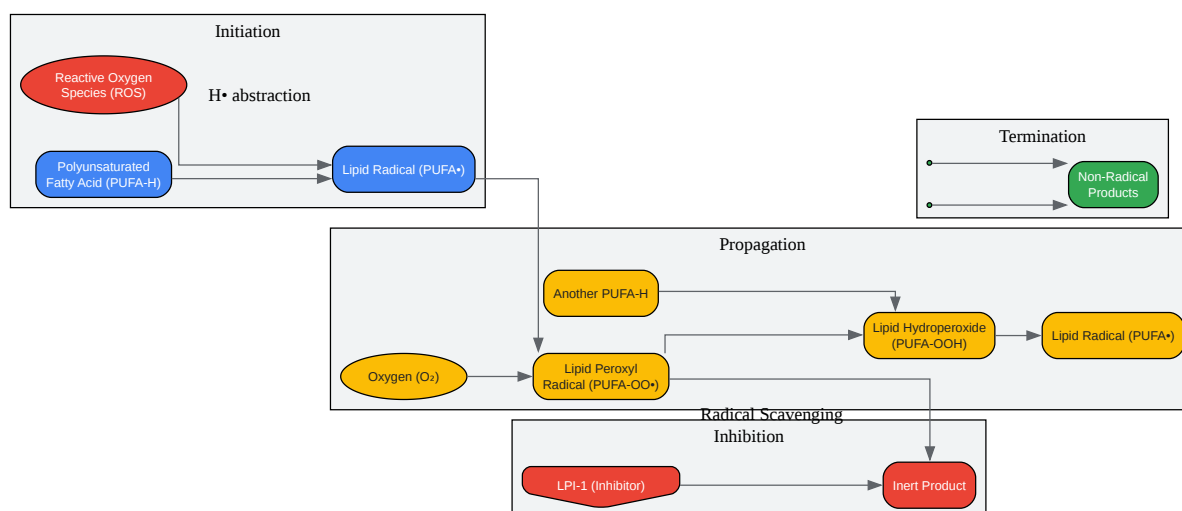 Initiation
Reactive Oxygen
Species (ROS)
H• abstraction
Polyunsaturated
Fatty Acid (PUFA-H)
Lipid Radical (PUFA•)
Termination
Non-Radical
Products
Propagation
Another PUFA-H
Lipid Hydroperoxide
(PUFA-OOH)
Lipid Radical (PUFA•)
Oxygen (O₂)
Lipid Peroxyl
Radical (PUFA-OO•)
Radical Scavenging
Inhibition
LPI-1 (Inhibitor)
Inert Product